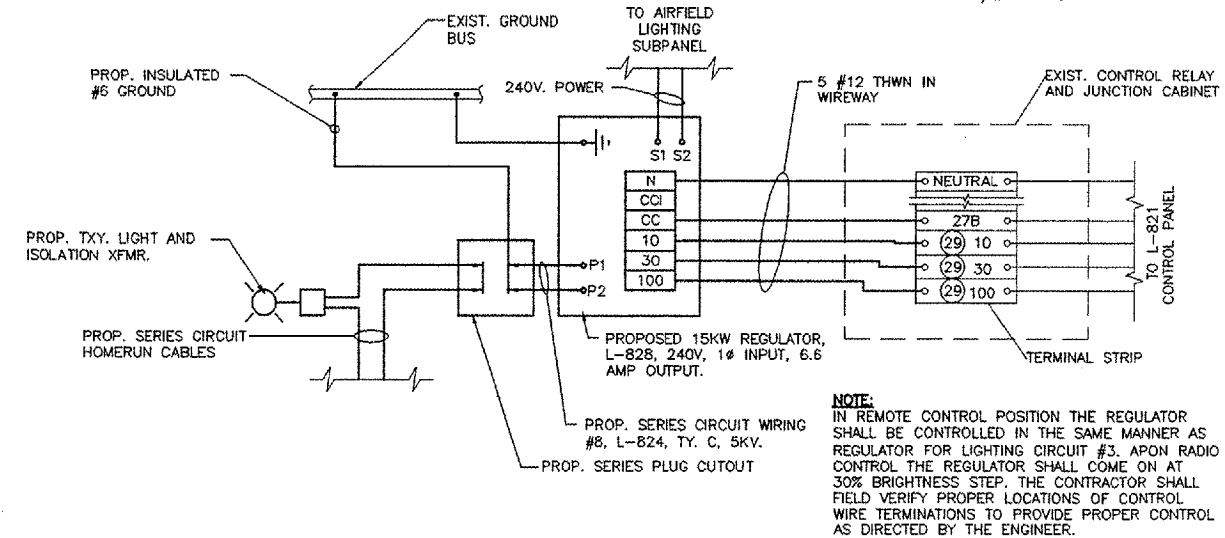 EXIST. GROUND
BUS
TO AIRFIELD
LIGHTING
SUBPANEL
PROP. INSULATED
#6 GROUND
240V. POWER
5 #12 THWN IN
WIREWAY
EXIST. CONTROL RELAY
AND JUNCTION CABINET
S1 S2
N
CCI
CC
10
30
100
NEUTRAL
27B
29 10
29 30
29 100
TO L-821
CONTROL PANEL
PROP. TXY. LIGHT AND
ISOLATION XFMR.
P1
P2
PROP. SERIES CIRCUIT
HOMERUN CABLES
PROPOSED 15KW REGULATOR,
L-828, 240V, 1ø INPUT, 6.6
AMP OUTPUT.
TERMINAL STRIP
PROP. SERIES CIRCUIT WIRING
#8, L-824, TY. C, 5KV.
PROP. SERIES PLUG CUTOUT
NOTE:
IN REMOTE CONTROL POSITION THE REGULATOR
SHALL BE CONTROLLED IN THE SAME MANNER AS
REGULATOR FOR LIGHTING CIRCUIT #3. APON RADIO
CONTROL THE REGULATOR SHALL COME ON AT
30% BRIGHTNESS STEP. THE CONTRACTOR SHALL
FIELD VERIFY PROPER LOCATIONS OF CONTROL
WIRE TERMINATIONS TO PROVIDE PROPER CONTROL
AS DIRECTED BY THE ENGINEER.